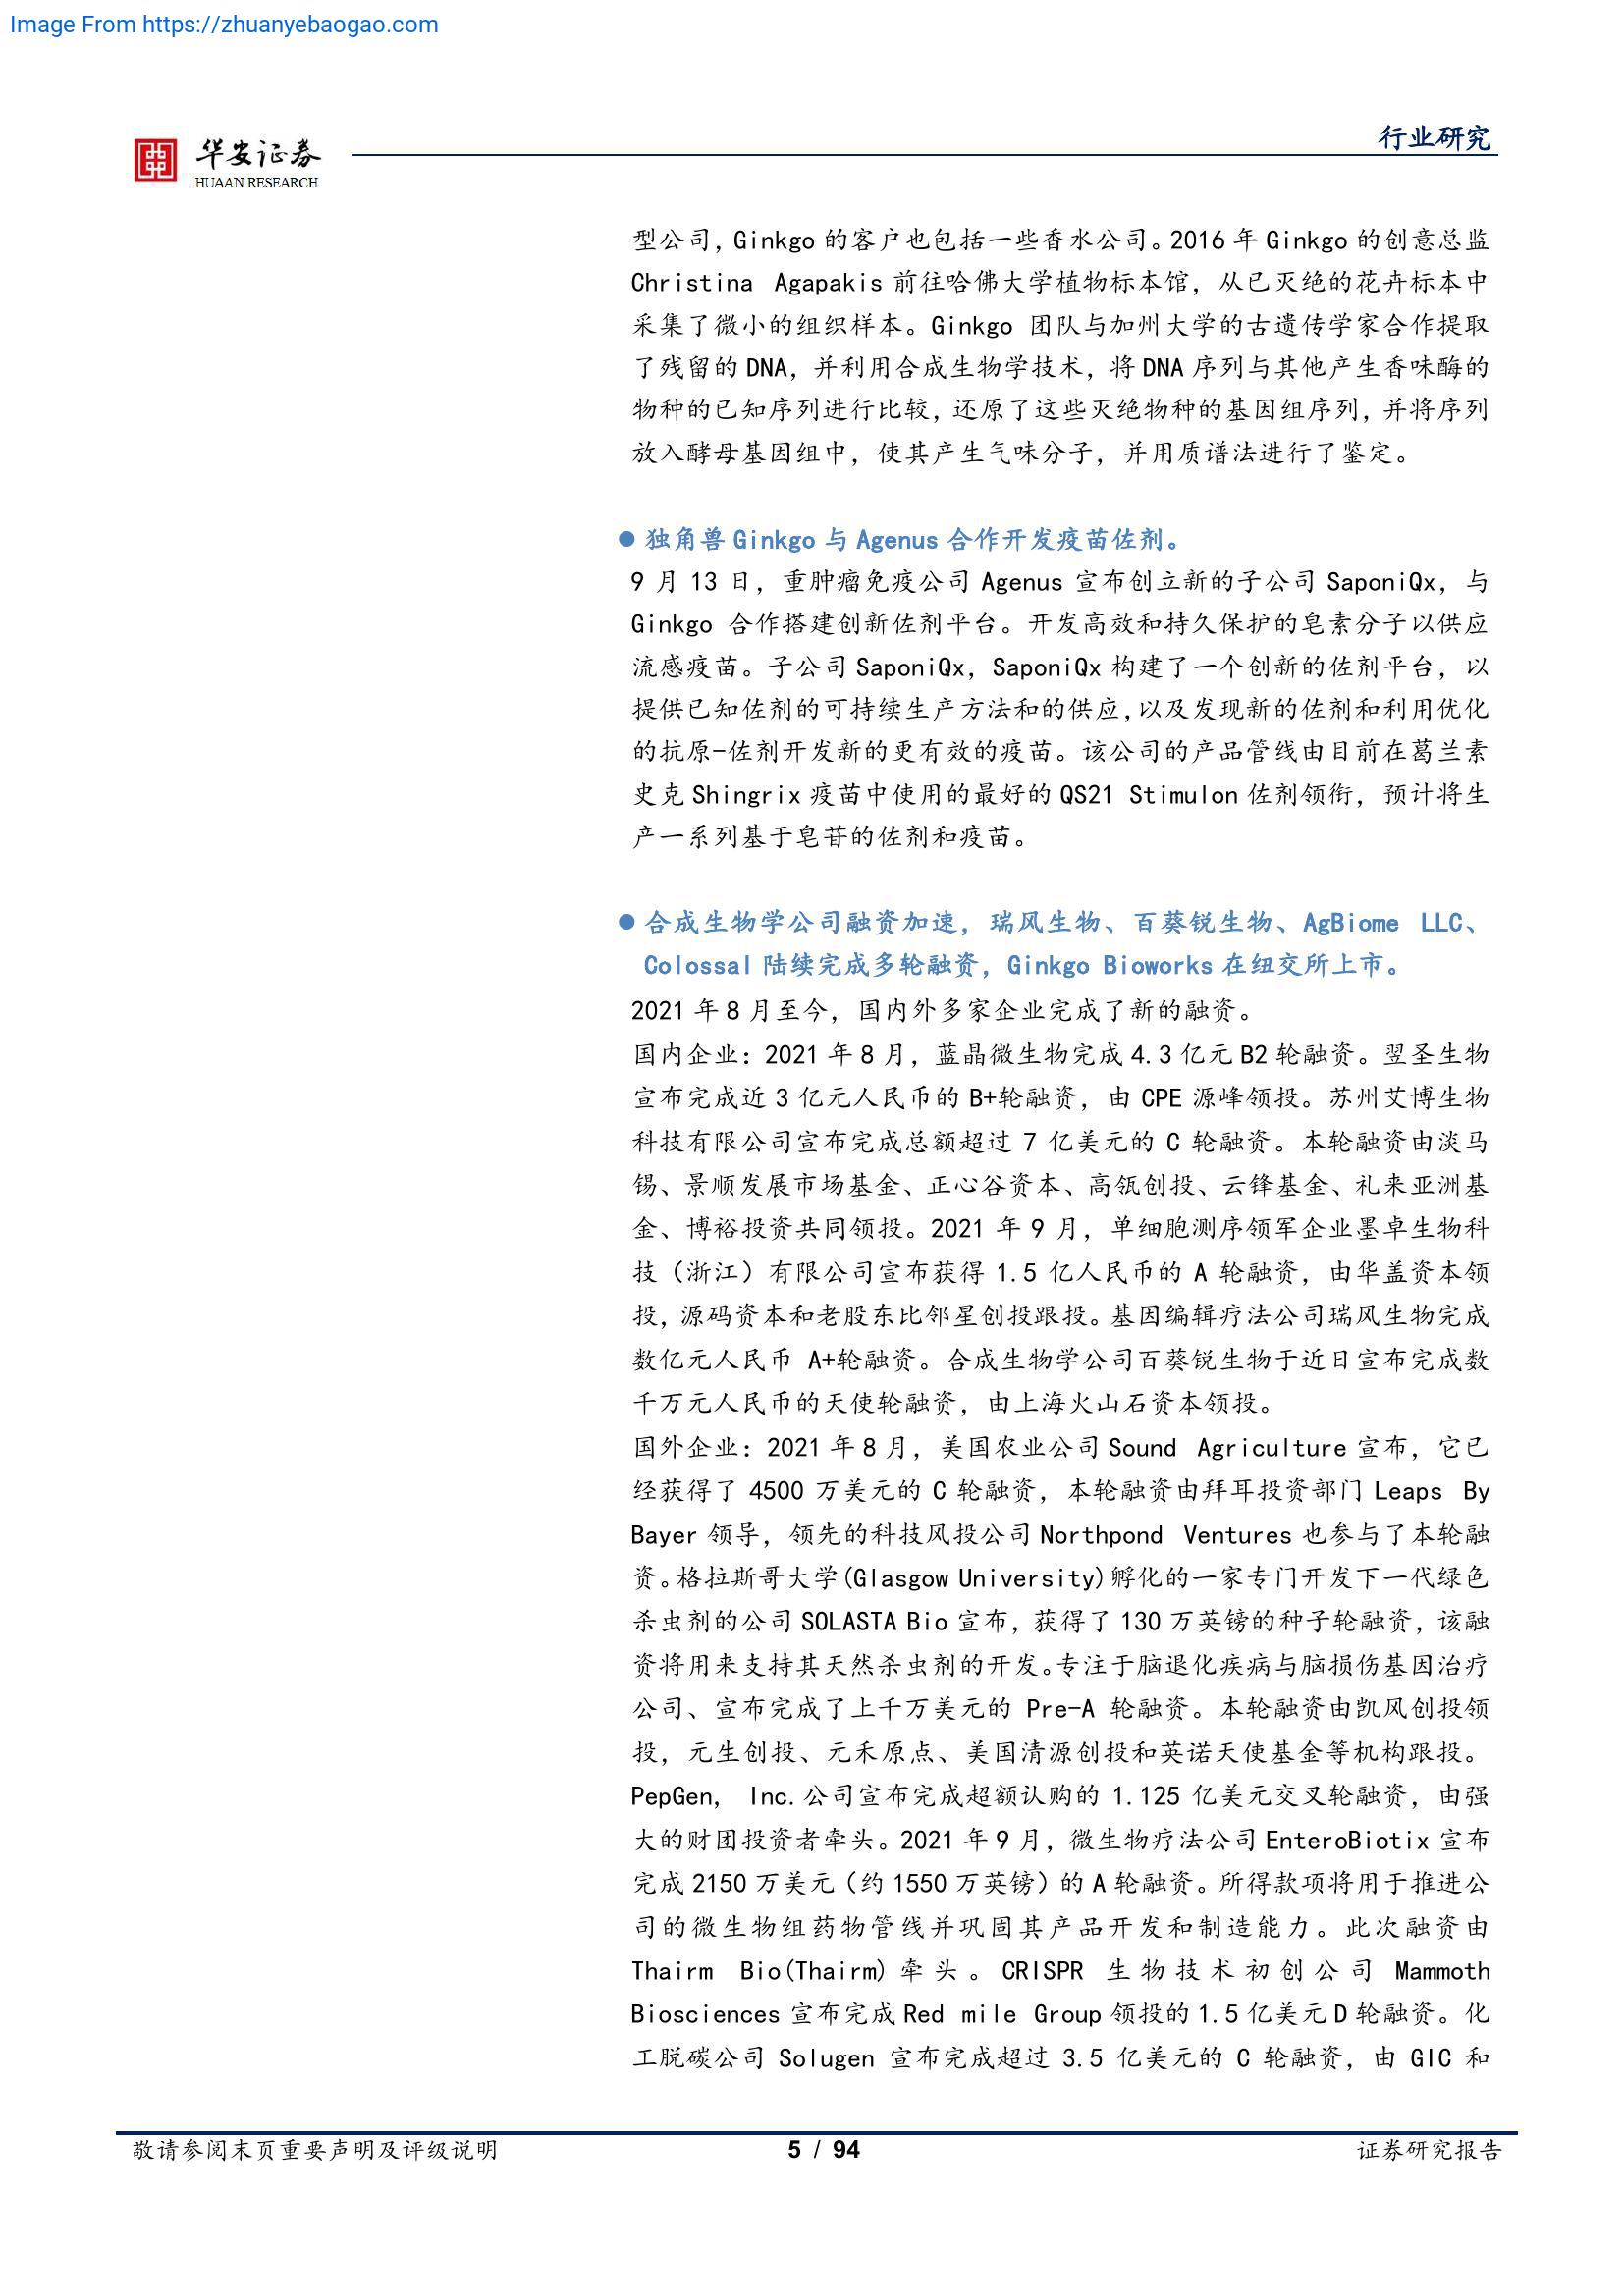 Image From https://zhuanyebaogao.com
华安证券
HUAAN RESEARCH
行业研究
型公司，Ginkgo 的客户也包括一些香水公司。2016 年 Ginkgo 的创意总监
Christina Agapakis 前往哈佛大学植物标本馆，从已灭绝的花卉标本中
采集了微小的组织样本。Ginkgo 团队与加州大学的古遗传学家合作提取
了残留的 DNA，并利用合成生物学技术，将 DNA 序列与其他产生香味酶的
物种的已知序列进行比较，还原了这些灭绝物种的基因组序列，并将序列
放入酵母基因组中，使其产生气味分子，并用质谱法进行了鉴定。
● 独角兽 Ginkgo 与 Agenus 合作开发疫苗佐剂。
9 月 13 日，重肿瘤免疫公司 Agenus 宣布创立新的子公司 SaponiQx，与
Ginkgo 合作搭建创新佐剂平台。开发高效和持久保护的皂素分子以供应
流感疫苗。子公司 SaponiQx，SaponiQx 构建了一个创新的佐剂平台，以
提供已知佐剂的可持续生产方法和的供应，以及发现新的佐剂和利用优化
的抗原-佐剂开发新的更有效的疫苗。该公司的产品管线由目前在葛兰素
史克 Shingrix 疫苗中使用的最好的 QS21 Stimulon 佐剂领衔，预计将生
产一系列基于皂苷的佐剂和疫苗。
● 合成生物学公司融资加速，瑞风生物、百葵锐生物、AgBiome LLC、
Colossal 陆续完成多轮融资，Ginkgo Bioworks 在纽交所上市。
2021 年 8 月至今，国内外多家企业完成了新的融资。
国内企业：2021 年 8 月，蓝晶微生物完成 4.3 亿元 B2 轮融资。翌圣生物
宣布完成近 3 亿元人民币的 B+轮融资，由 CPE 源峰领投。苏州艾博生物
科技有限公司宣布完成总额超过 7 亿美元的 C 轮融资。本轮融资由淡马
锡、景顺发展市场基金、正心谷资本、高瓴创投、云锋基金、礼来亚洲基
金、博裕投资共同领投。2021 年 9 月，单细胞测序领军企业墨卓生物科
技（浙江）有限公司宣布获得 1.5 亿人民币的 A 轮融资，由华盖资本领
投，源码资本和老股东比邻星创投跟投。基因编辑疗法公司瑞风生物完成
数亿元人民币 A+轮融资。合成生物学公司百葵锐生物于近日宣布完成数
千万元人民币的天使轮融资，由上海火山石资本领投。
国外企业：2021 年 8 月，美国农业公司 Sound Agriculture 宣布，它已
经获得了 4500 万美元的 C 轮融资，本轮融资由拜耳投资部门 Leaps By
Bayer 领导，领先的科技风投公司 Northpond Ventures 也参与了本轮融
资。格拉斯哥大学(Glasgow University)孵化的一家专门开发下一代绿色
杀虫剂的公司 SOLASTA Bio 宣布，获得了 130 万英镑的种子轮融资，该融
资将用来支持其天然杀虫剂的开发。专注于脑退化疾病与脑损伤基因治疗
公司、宣布完成了上千万美元的 Pre-A 轮融资。本轮融资由凯风创投领
投，元生创投、元禾原点、美国清源创投和英诺天使基金等机构跟投。
PepGen, Inc.公司宣布完成超额认购的 1.125 亿美元交叉轮融资，由强
大的财团投资者牵头。2021 年 9 月，微生物疗法公司 EnteroBiotix 宣布
完成 2150 万美元（约 1550 万英镑）的 A 轮融资。所得款项将用于推进公
司的微生物组药物管线并巩固其产品开发和制造能力。此次融资由
Thairm Bio(Thairm)牵头。CRISPR 生物技术初创公司 Mammoth
Biosciences 宣布完成 Red mile Group 领投的 1.5 亿美元 D 轮融资。化
工脱碳公司 Solugen 宣布完成超过 3.5 亿美元的 C 轮融资，由 GIC 和
敬请参阅末页重要声明及评级说明
5 / 94
证券研究报告